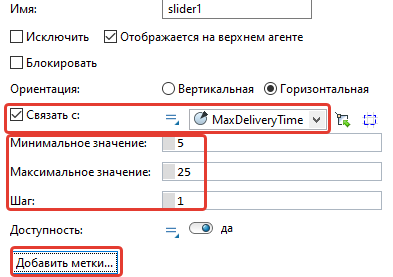 Имя: slider1
Исключить Отображается на верхнем агенте
Блокировать
Ориентация: Вертикальная Горизонтальная
Связать с: MaxDeliveryTime
Минимальное значение: 5
Максимальное значение: 25
Шаг: 1
Доступность: да
Добавить метки...